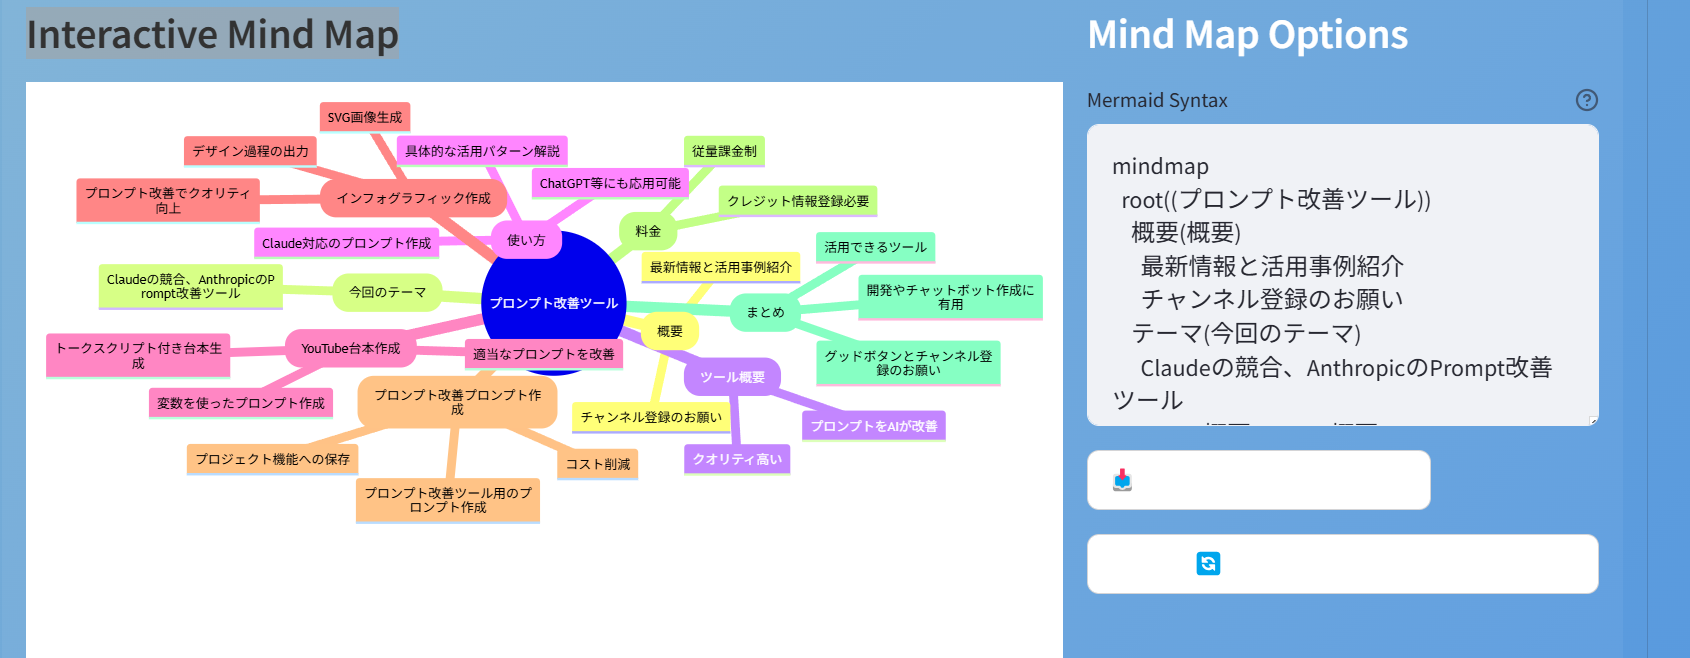 Interactive Mind Map
SVG画像生成
デザイン過程の出力
具体的な活用パターン解説
従量課金制
プロンプト改善でクオリティ
向上
インフォグラフィック作成
ChatGPT等にも応用可能
クレジット情報登録必要
Claude対応のプロンプト作成
使い方
料金
活用できるツール
最新情報と活用事例紹介
Claudeの競合、AnthropicのP
rompt改善ツール
今回のテーマ
プロンプト改善ツール
まとめ
開発やチャットボット作成に
有用
概要
トークスクリプト付き台本生
成
YouTube台本作成
適当なプロンプトを改善
グッドボタンとチャンネル登
録のお願い
ツール概要
変数を使ったプロンプト作成
プロンプト改善プロンプト作
成
チャンネル登録のお願い
プロンプトをAIが改善
プロジェクト機能への保存
コスト削減
クオリティ高い
プロンプト改善ツール用のプ
ロンプト作成
Mind Map Options
Mermaid Syntax
?
mindmap
root((プロンプト改善ツール))
概要(概要)
最新情報と活用事例紹介
チャンネル登録のお願い
テーマ(今回のテーマ)
Claudeの競合、AnthropicのPrompt改善
ツール